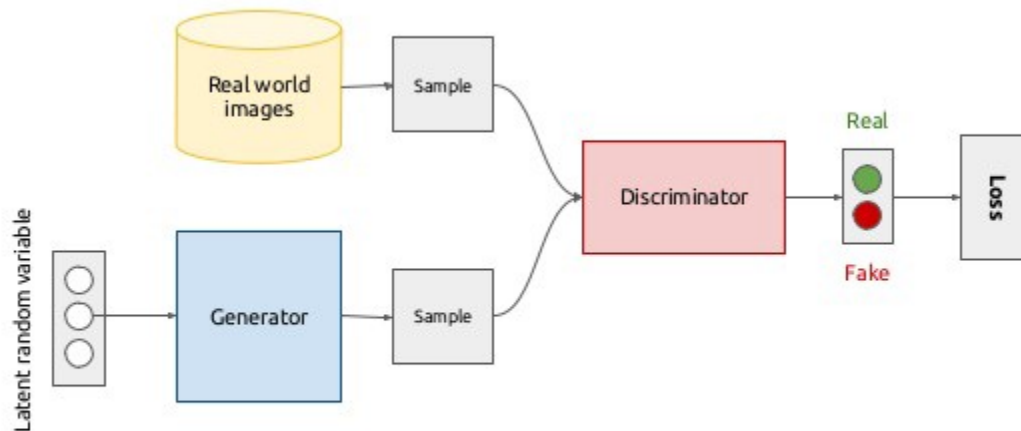 Real world
images
Sample
Real
Discriminator
Loss
Fake
Latent random variable
Generator
Sample